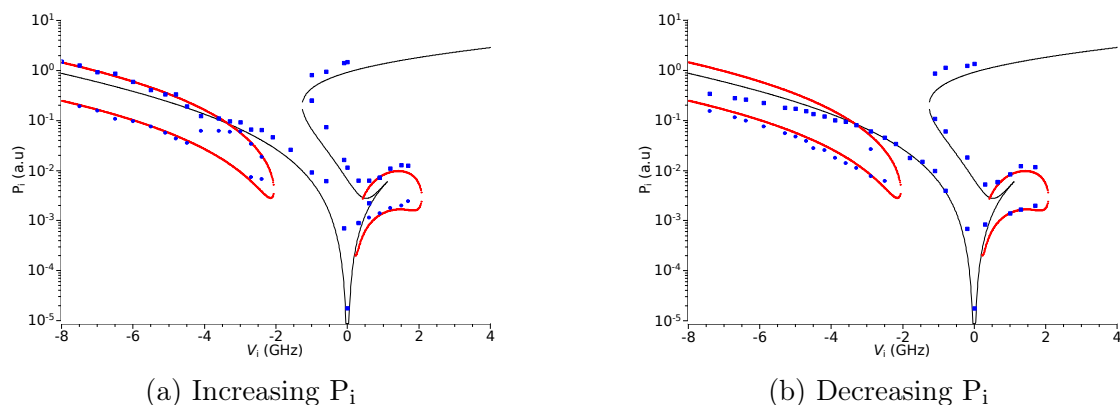 10¹
10⁰
10⁻¹
10⁻²
10⁻³
10⁻⁴
10⁻⁵
Pᵢ (a.u)
-8 -6 -4 -2 0 2 4
Vᵢ (GHz)
(a) Increasing Pᵢ
10¹
10⁰
10⁻¹
10⁻²
10⁻³
10⁻⁴
10⁻⁵
Pᵢ (a.u)
-8 -6 -4 -2 0 2 4
Vᵢ (GHz)
(b) Decreasing Pᵢ